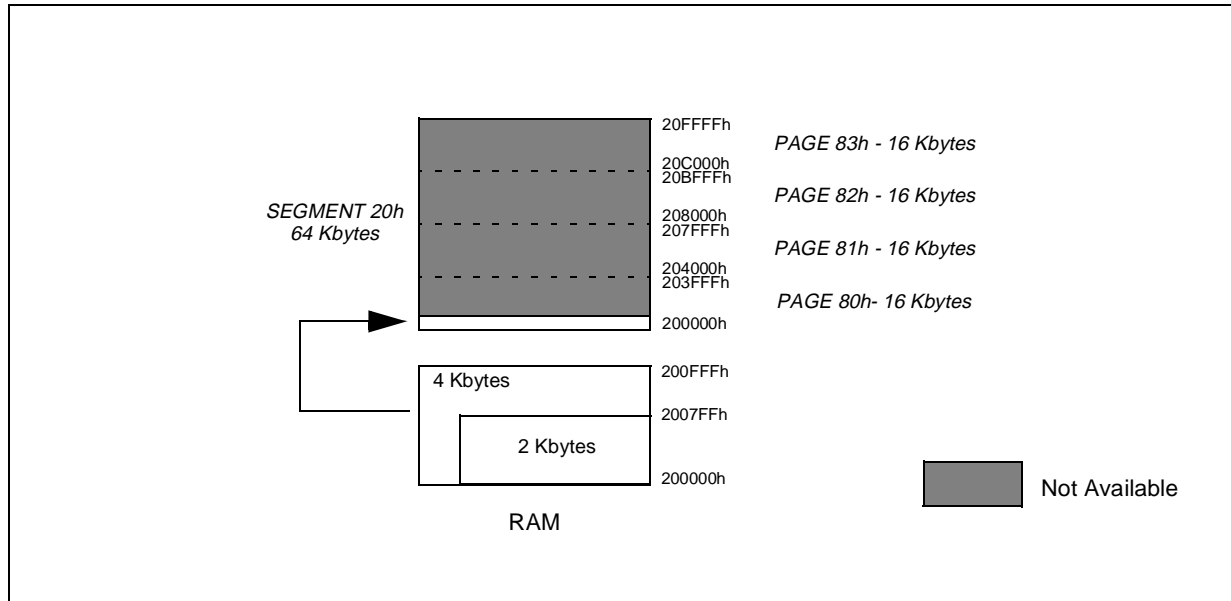 20FFFFh
PAGE 83h - 16 Kbytes
20C000h
20BFFFh
PAGE 82h - 16 Kbytes
SEGMENT 20h
64 Kbytes
208000h
207FFFh
PAGE 81h - 16 Kbytes
204000h
203FFFh
PAGE 80h- 16 Kbytes
200000h
200FFFh
4 Kbytes
2007FFh
2 Kbytes
200000h
Not Available
RAM